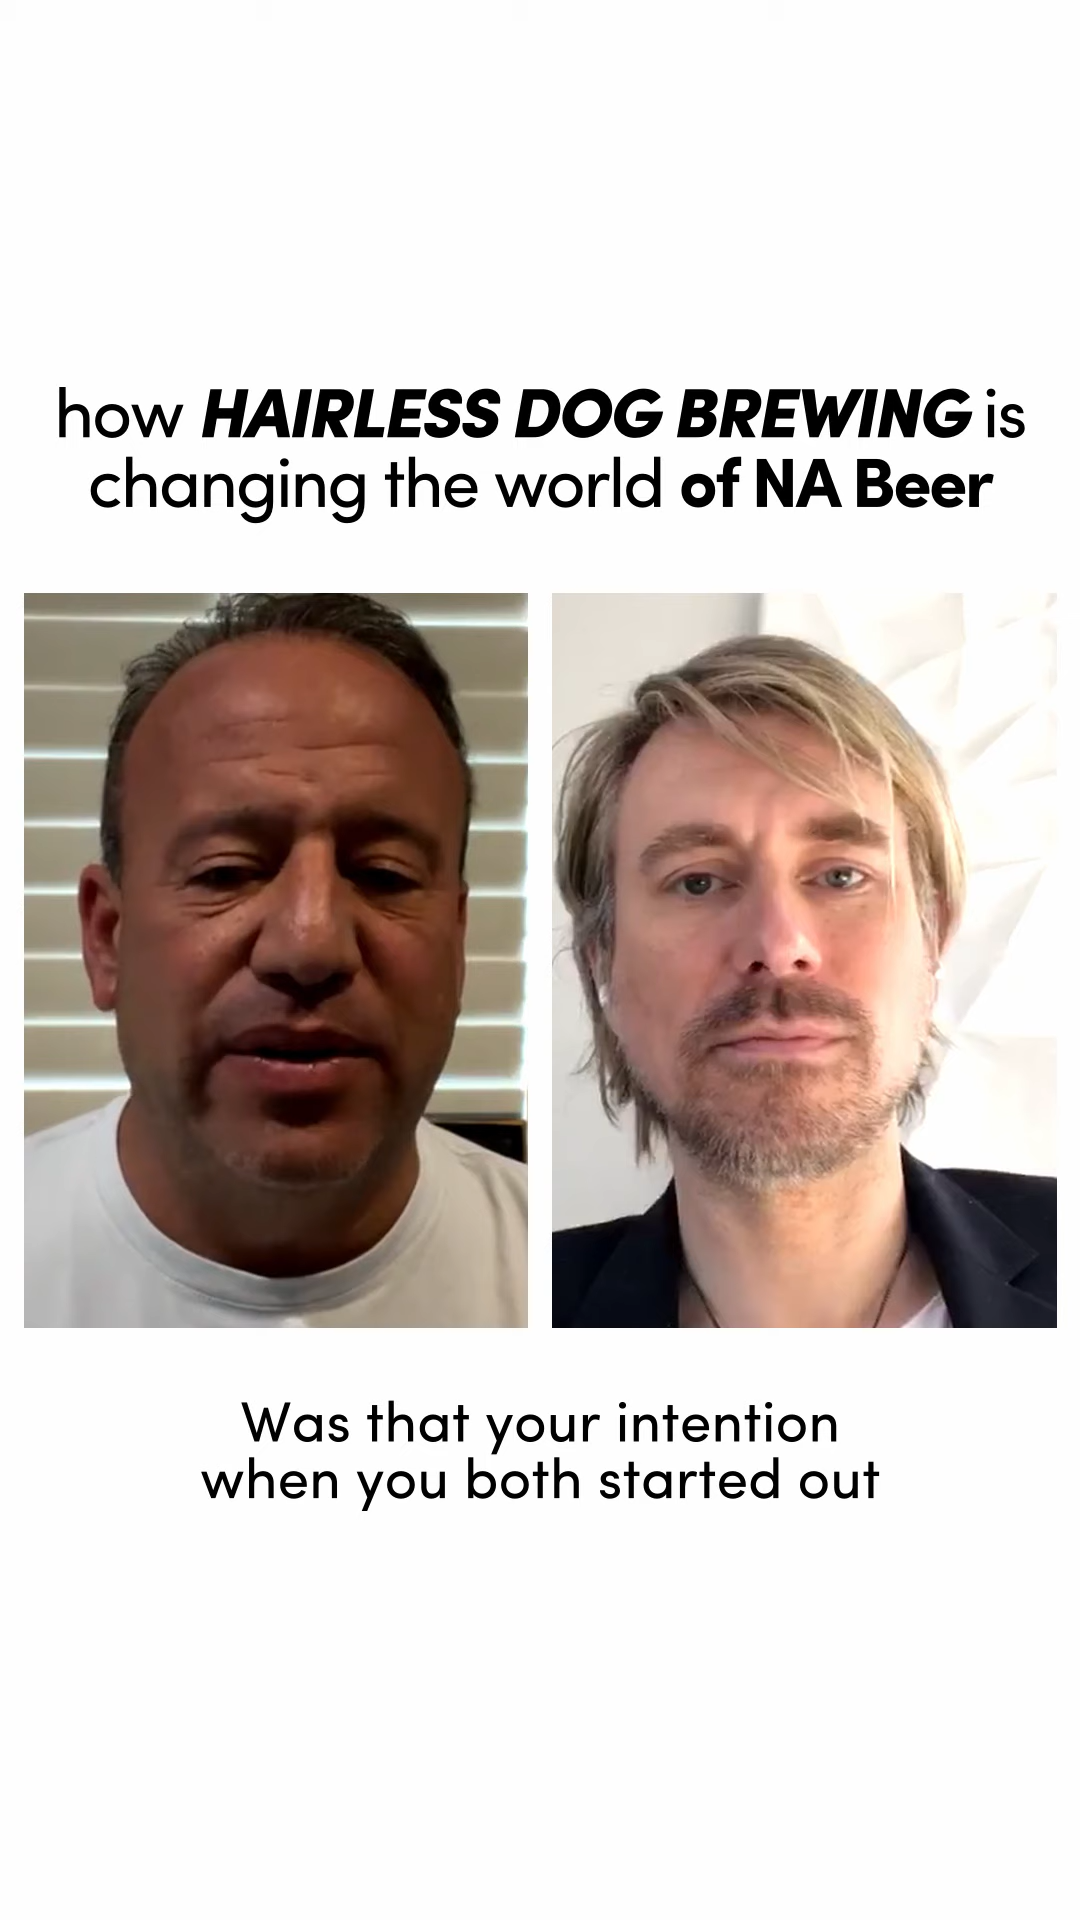 how HAIRLESS DOG BREWING is
changing the world of NA Beer
Was that your intention
when you both started out